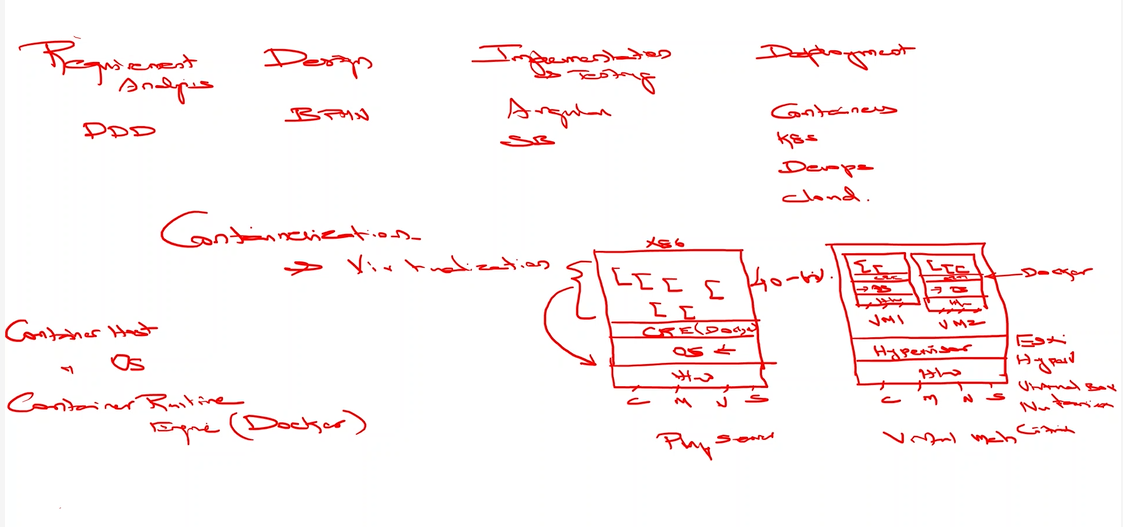 Requirement
Analysis
DDD
Design
BPMN
Implementation
Testing
Angular
SB
Deployment
Containers
K8s
Devops
Cloud.
Containerization
→ Virtualization
Container Host
OS
Container Runtime
Engine (Docker)
X86
40-
CRE (Docker)
OS ←
H/w
C M N S
Phy Server
OS
H/w
VM1
OS
H/w
VM2
Docker
Hypervisor
H/w
C M N S
Virtual Mach
Esxi
HyperV
Virtual Box
Nutanix
Citrix